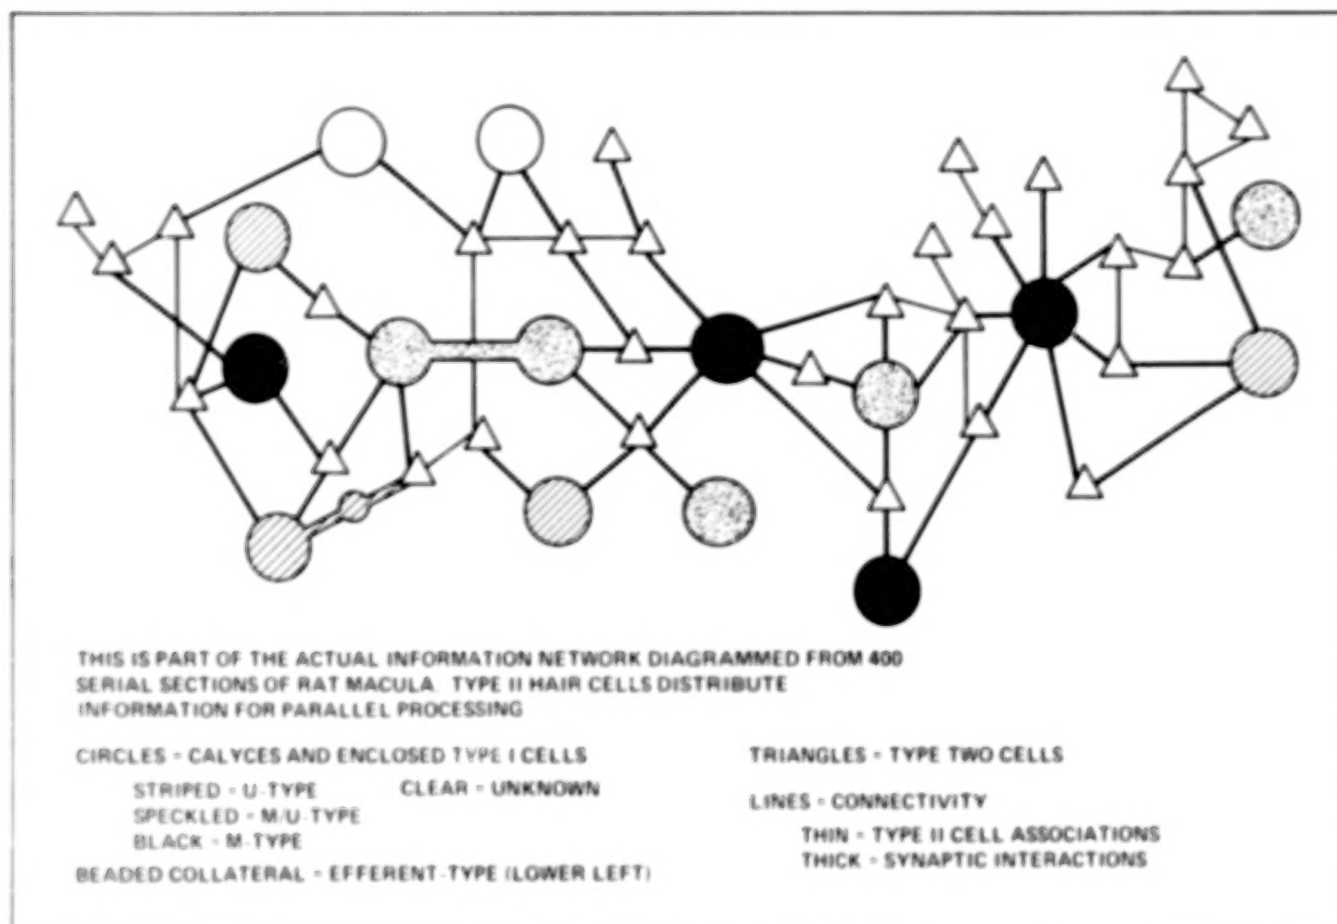 THIS IS PART OF THE ACTUAL INFORMATION NETWORK DIAGRAMMED FROM 400
SERIAL SECTIONS OF RAT MACULA. TYPE II HAIR CELLS DISTRIBUTE
INFORMATION FOR PARALLEL PROCESSING
CIRCLES = CALYCES AND ENCLOSED TYPE I CELLS
STRIPED = U-TYPE
CLEAR = UNKNOWN
SPECKLED = M/U-TYPE
BLACK = M-TYPE
BEADED COLLATERAL = EFFERENT-TYPE (LOWER LEFT)
TRIANGLES = TYPE TWO CELLS
LINES = CONNECTIVITY
THIN = TYPE II CELL ASSOCIATIONS
THICK = SYNAPTIC INTERACTIONS